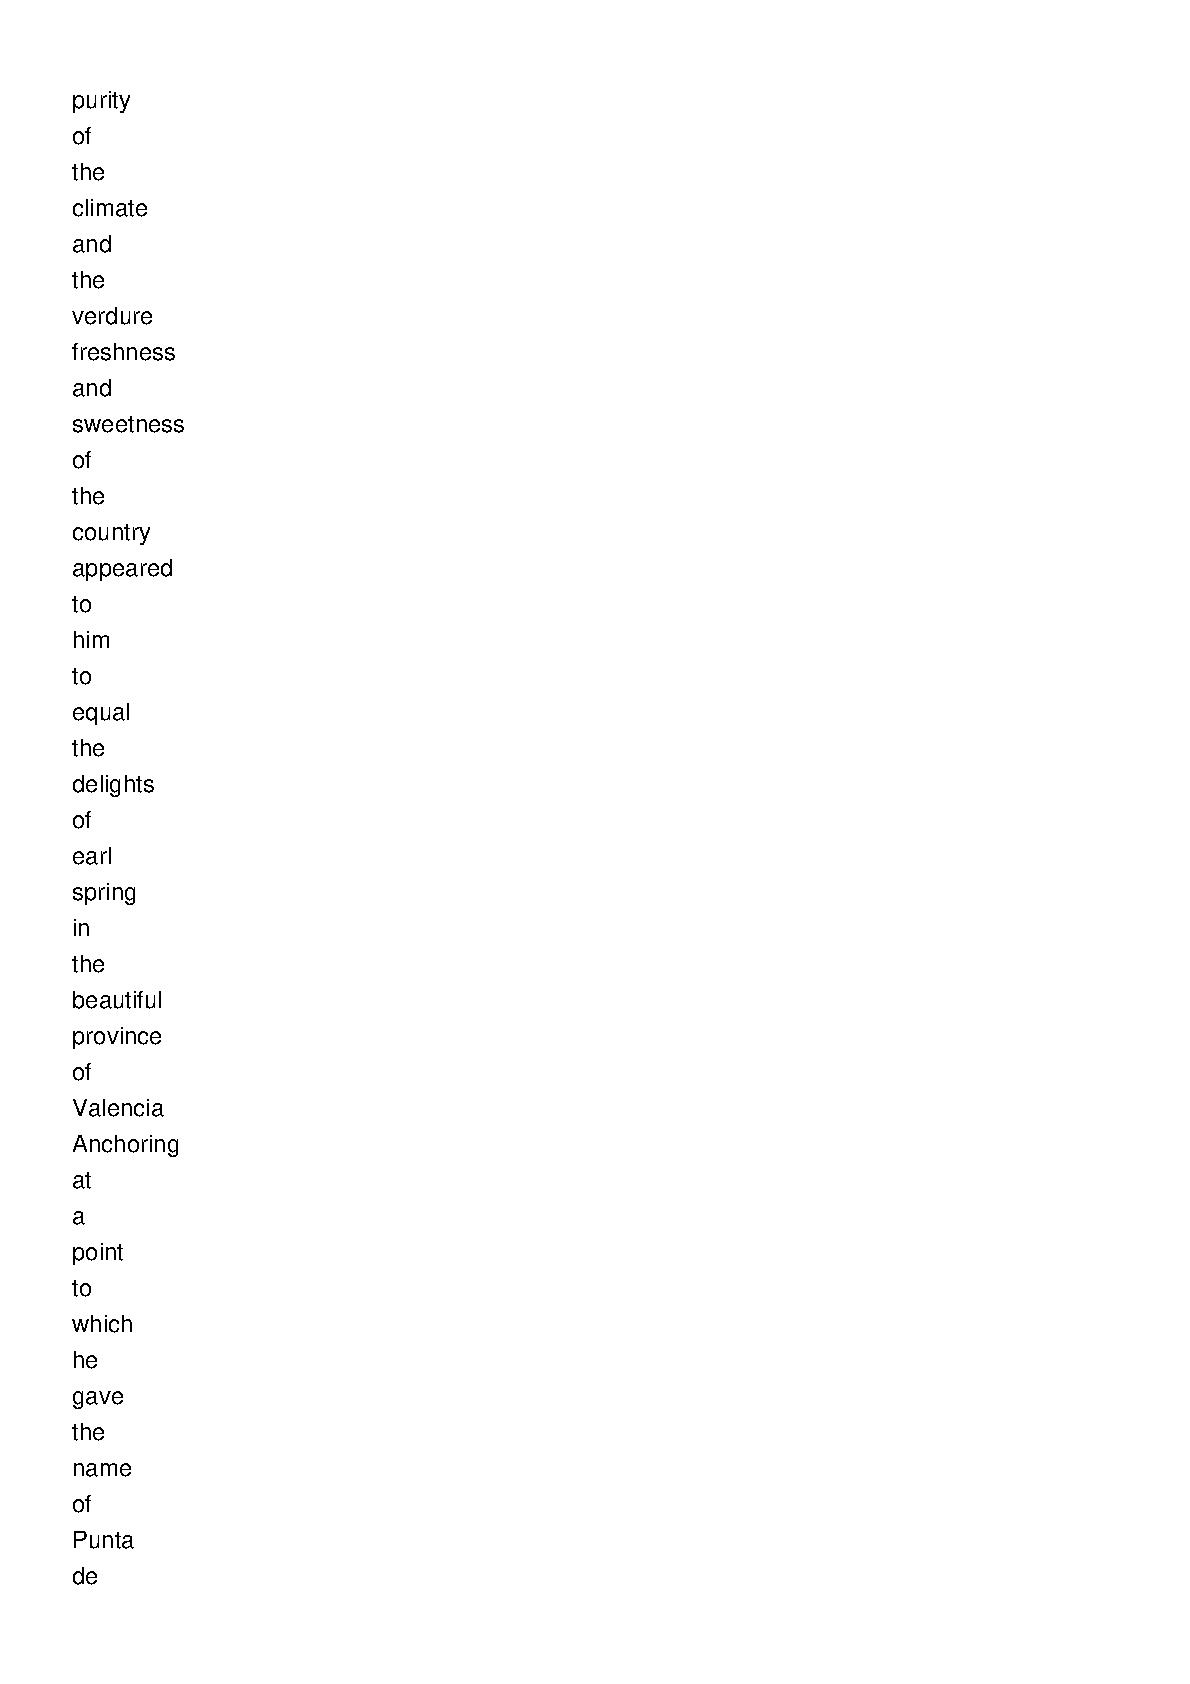 purity
of
the
climate
and
the
verdure
freshness
and
sweetness
of
the
country
appeared
to
him
to
equal
the
delights
of
earl
spring
in
the
beautiful
province
of
Valencia
Anchoring
at
a
point
to
which
he
gave
the
name
of
Punta
de